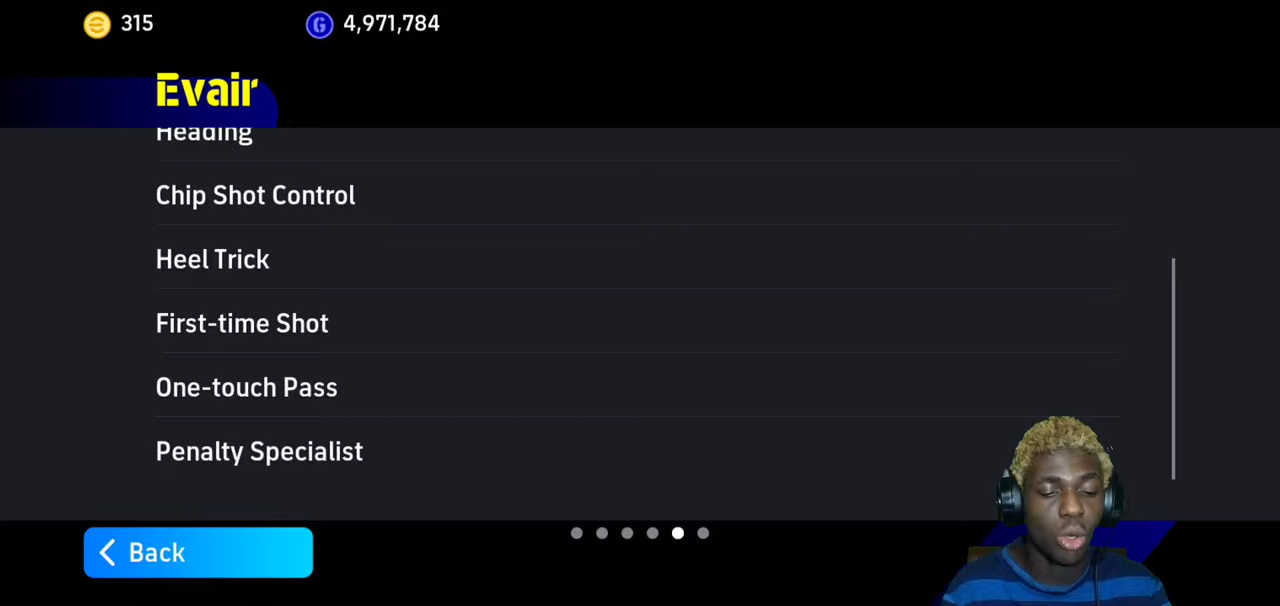 315
4,971,784
Evair
Heading
Chip Shot Control
Heel Trick
First-time Shot
One-touch Pass
Penalty Specialist
Back